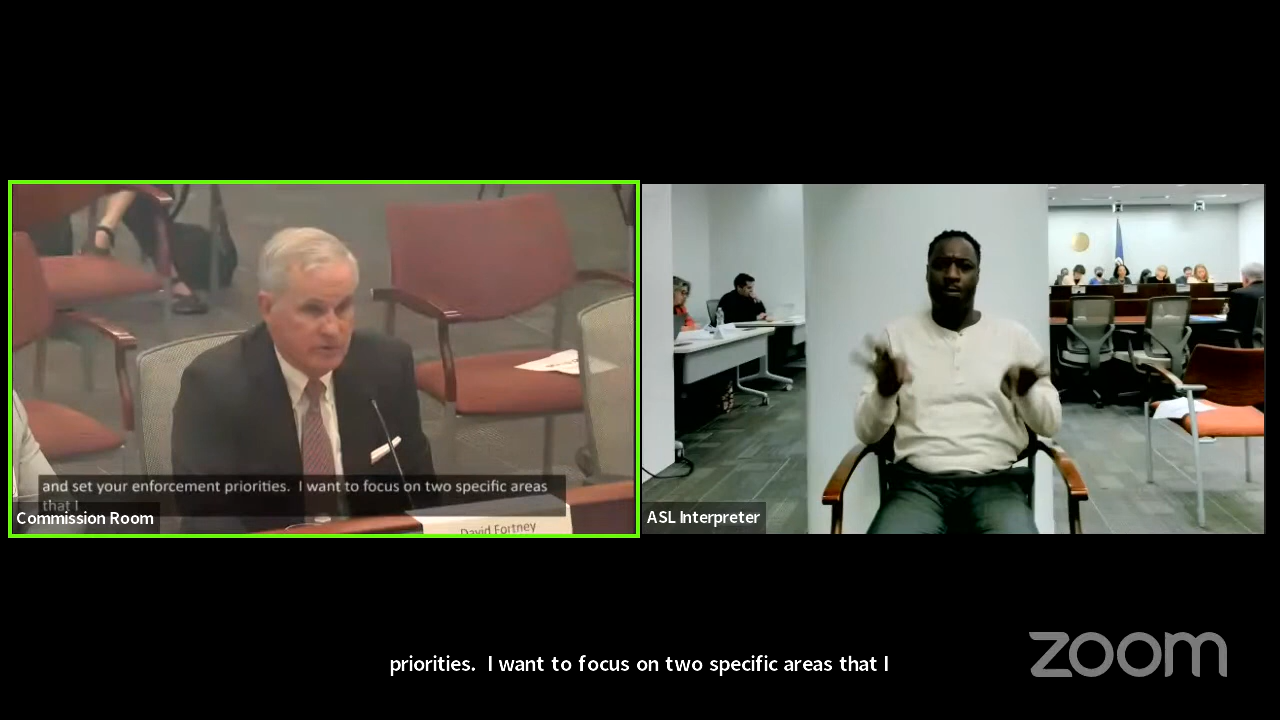 and set your enforcement priorities.  I want to focus on two specific areas
that I
Commission Room
David Fortney
ASL Interpreter
priorities.  I want to focus on two specific areas that I
zoom